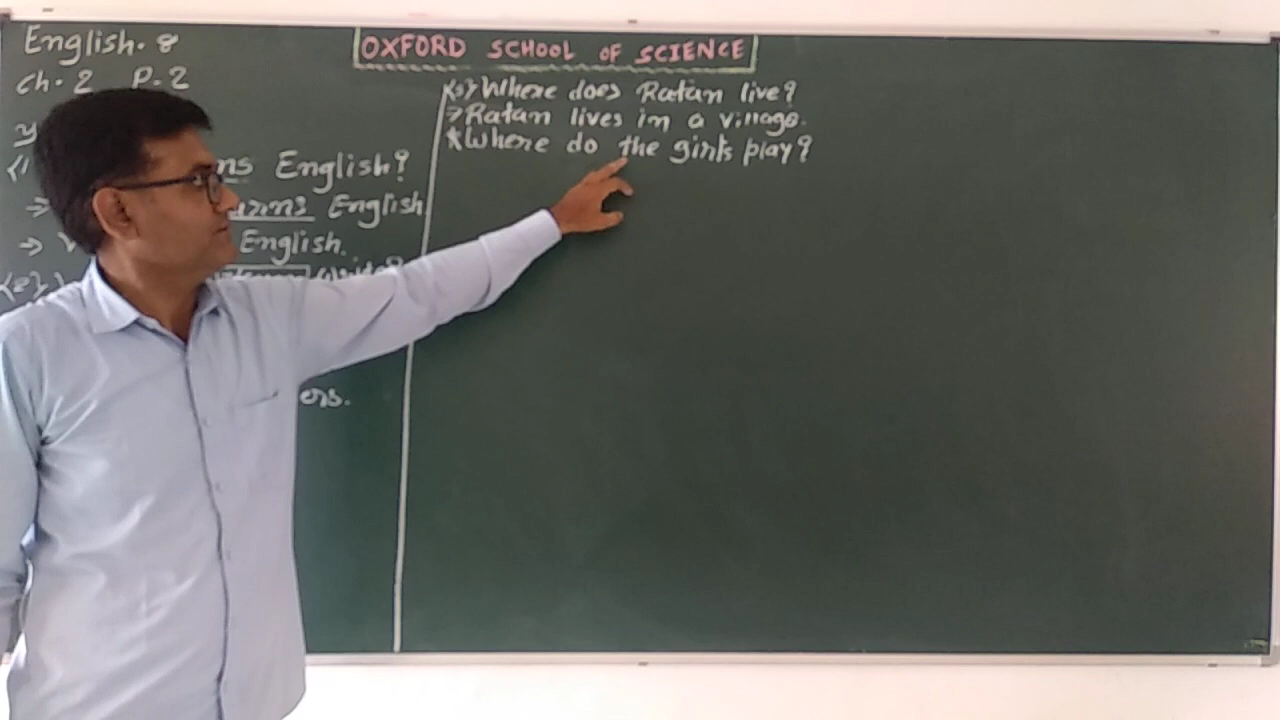 English. 8
OXFORD SCHOOL OF SCIENCE
Ch. 2 P. 2
English?
English
English.
ers.
Where does Ratan live?
Ratan lives in a village.
Where do the girls play?